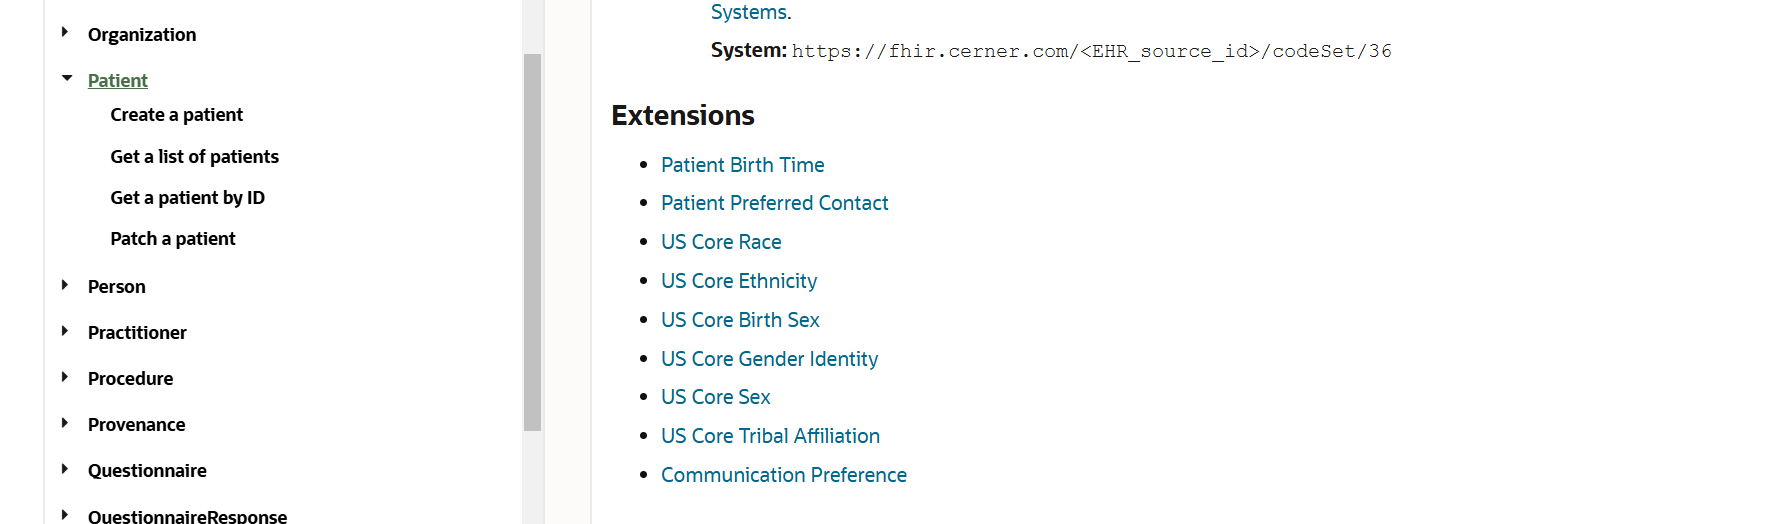 Organization
Patient
Create a patient
Get a list of patients
Get a patient by ID
Patch a patient
Person
Practitioner
Procedure
Provenance
Questionnaire
QuestionnaireResponse
Systems.
System: https://fhir.cerner.com/<EHR_source_id>/codeSet/36
Extensions
Patient Birth Time
Patient Preferred Contact
US Core Race
US Core Ethnicity
US Core Birth Sex
US Core Gender Identity
US Core Sex
US Core Tribal Affiliation
Communication Preference